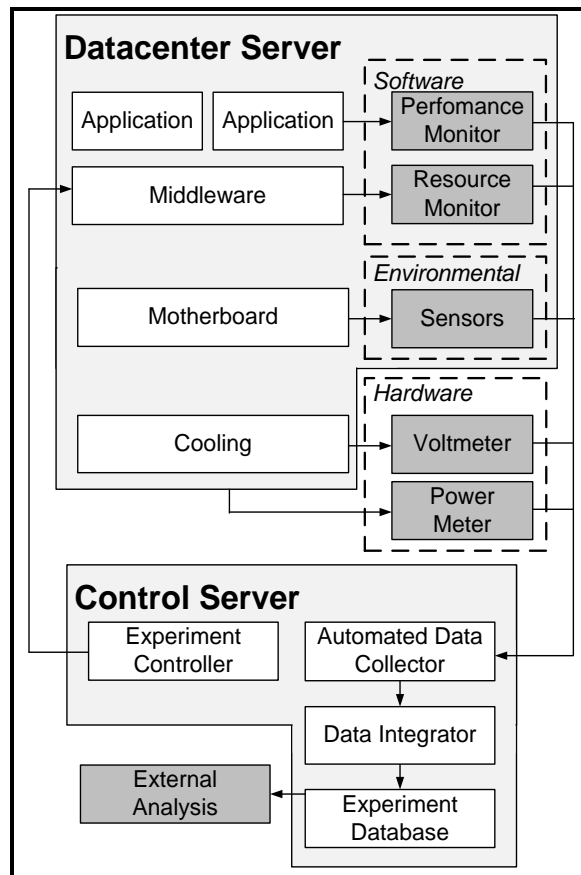 Datacenter Server
Software
Application
Application
Perfomance
Monitor
Middleware
Resource
Monitor
Environmental
Motherboard
Sensors
Hardware
Cooling
Voltmeter
Power
Meter
Control Server
Experiment
Controller
Automated Data
Collector
Data Integrator
External
Analysis
Experiment
Database